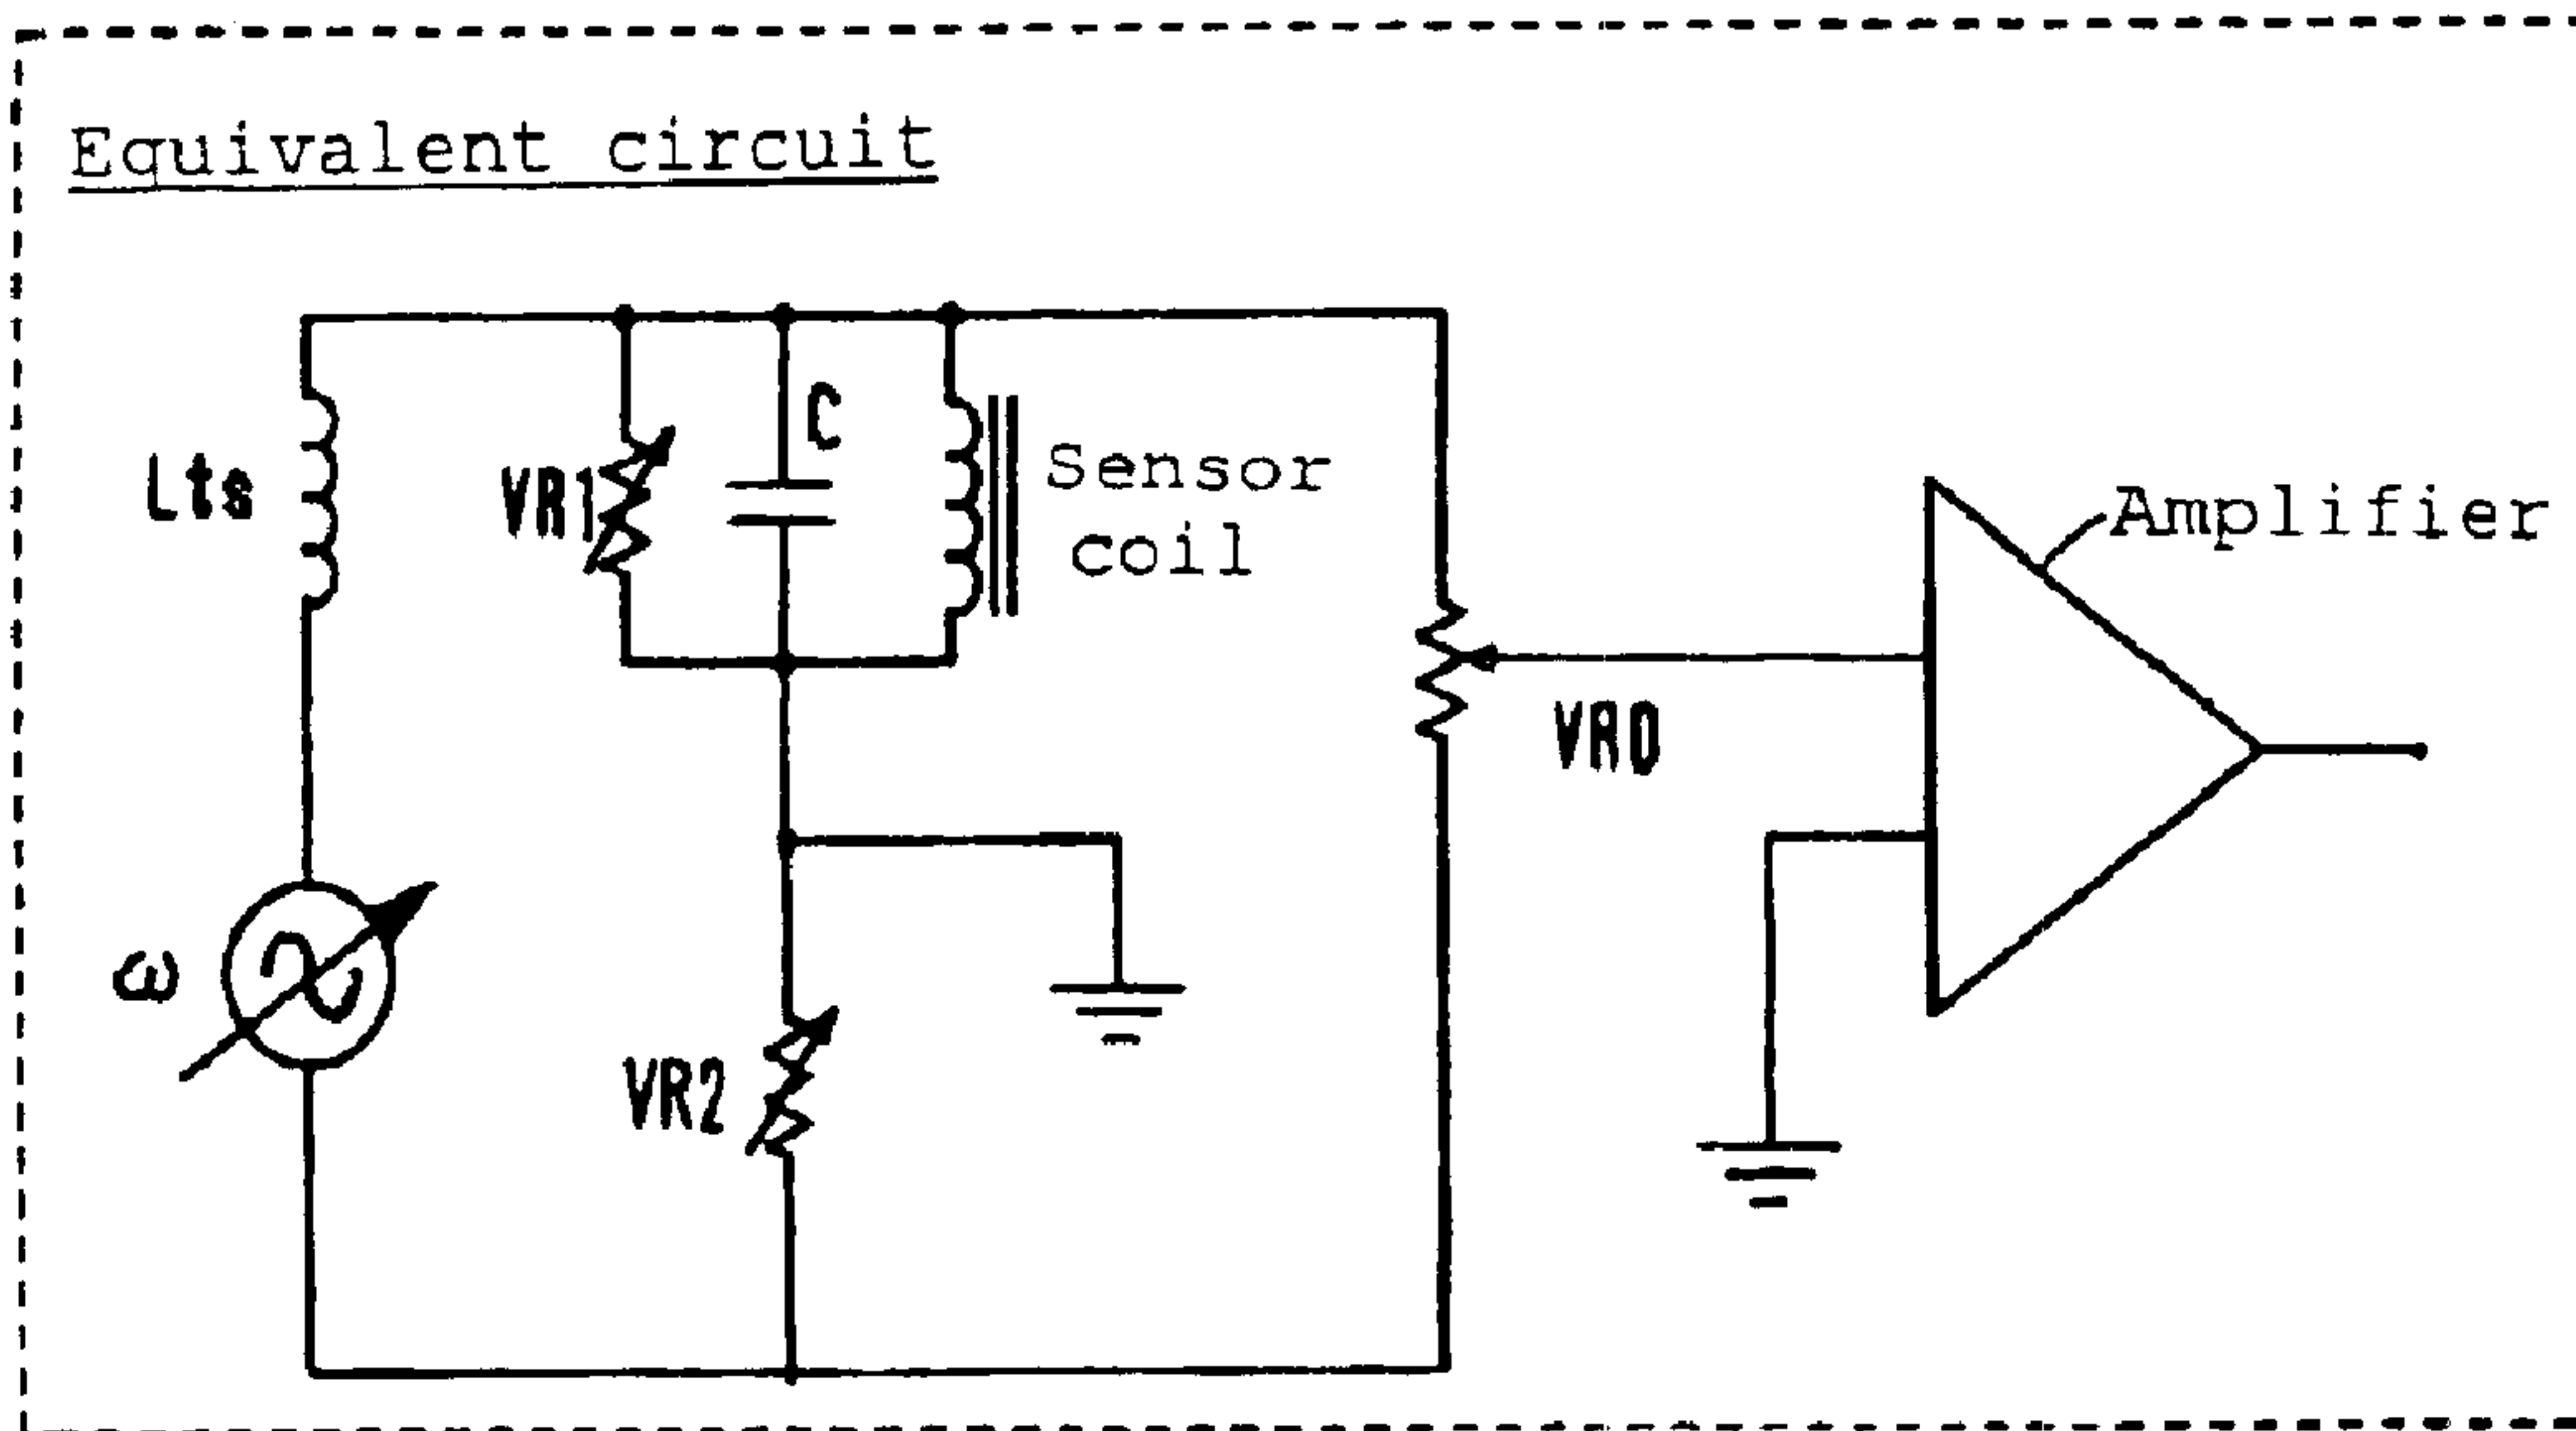 Equivalent circuit
Lts
VR1
C
Sensor
coil
Amplifier
VR0
ω
VR2